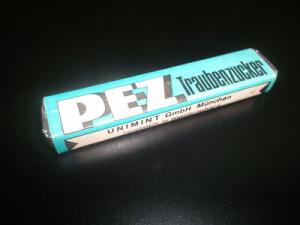 PEZ Traubenzucker
UNIMINT GmbH München